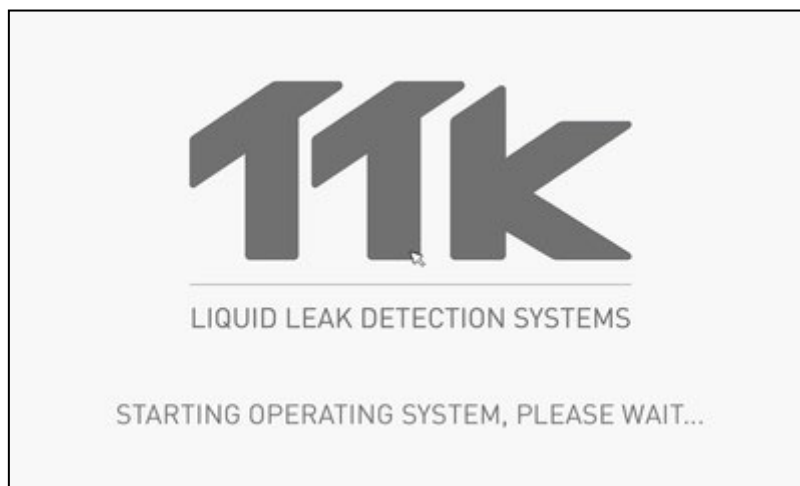 TTK
LIQUID LEAK DETECTION SYSTEMS
STARTING OPERATING SYSTEM, PLEASE WAIT...